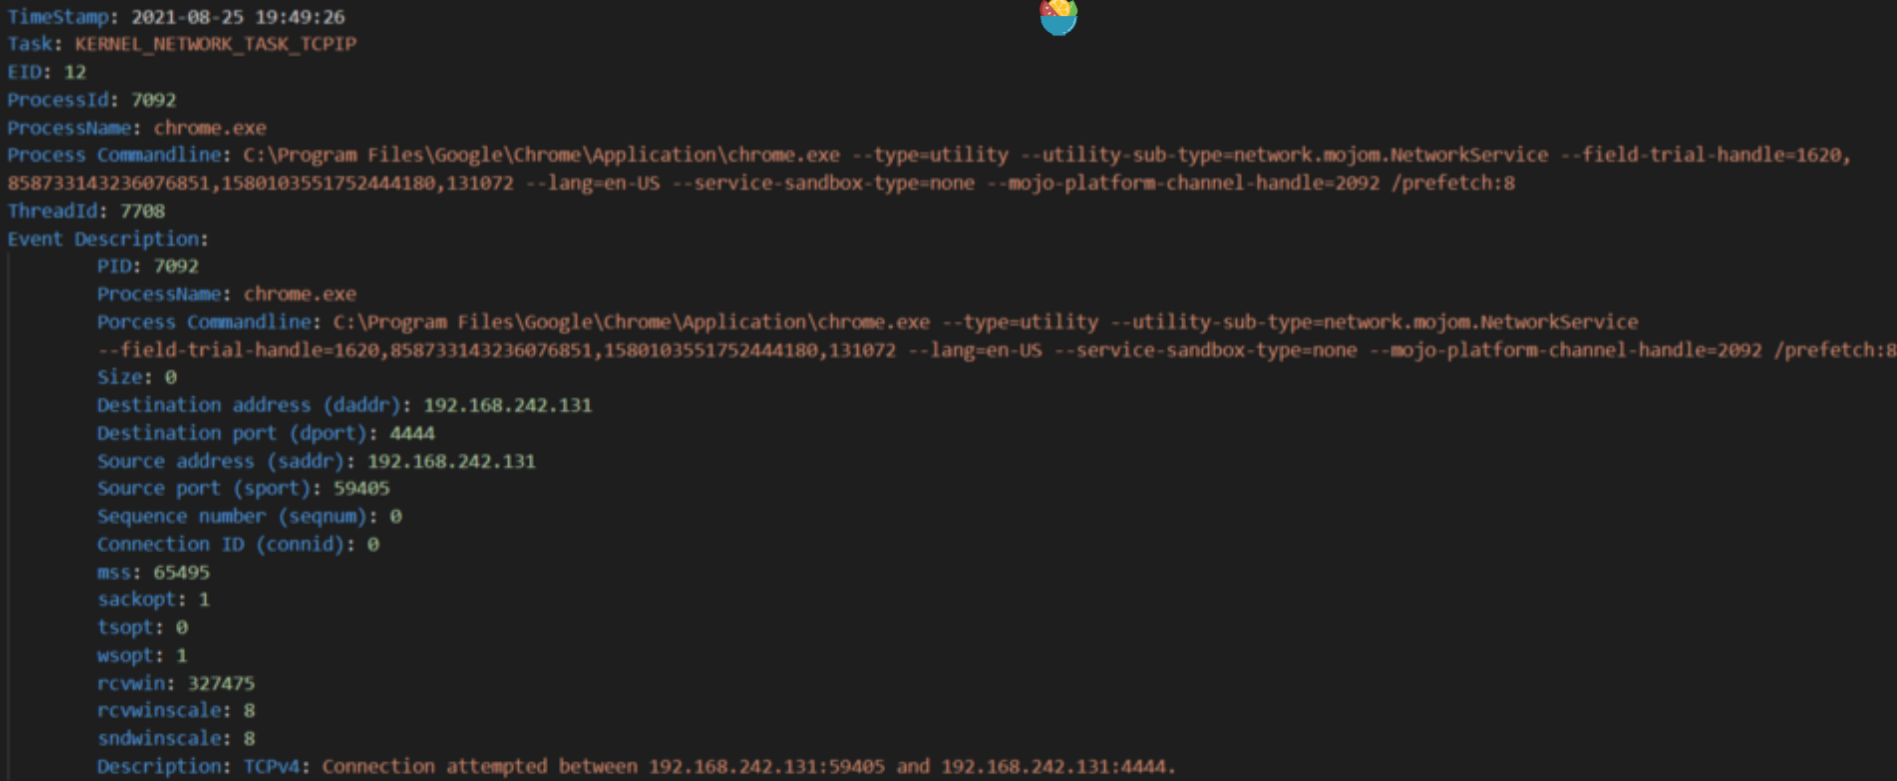 TimeStamp: 2021-08-25 19:49:26
Task: KERNEL_NETWORK_TASK_TCPIP
EID: 12
ProcessId: 7092
ProcessName: chrome.exe
Process Commandline: C:\Program Files\Google\Chrome\Application\chrome.exe --type=utility --utility-sub-type=network.mojom.NetworkService --field-trial-handle=1620,
858733143236076851,1580103551752444180,131072 --lang=en-US --service-sandbox-type=none --mojo-platform-channel-handle=2092 /prefetch:8
ThreadId: 7708
Event Description:
PID: 7092
ProcessName: chrome.exe
Porcess Commandline: C:\Program Files\Google\Chrome\Application\chrome.exe --type=utility --utility-sub-type=network.mojom.NetworkService
--field-trial-handle=1620,858733143236076851,1580103551752444180,131072 --lang=en-US --service-sandbox-type=none --mojo-platform-channel-handle=2092 /prefetch:8
Size: 0
Destination address (daddr): 192.168.242.131
Destination port (dport): 4444
Source address (saddr): 192.168.242.131
Source port (sport): 59405
Sequence number (seqnum): 0
Connection ID (connid): 0
mss: 65495
sackopt: 1
tsopt: 0
wsopt: 1
rcvwin: 327475
rcvwinscale: 8
sndwinscale: 8
Description: TCPv4: Connection attempted between 192.168.242.131:59405 and 192.168.242.131:4444.